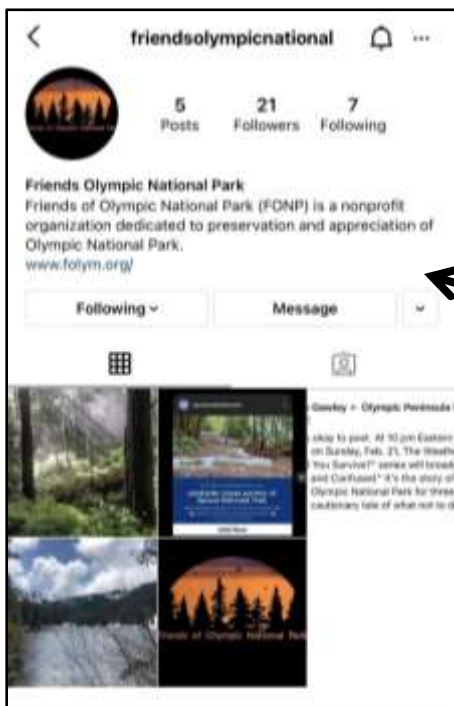 friendsolympicnational
5 21 7
Posts Followers Following
Friends Olympic National Park
Friends of Olympic National Park (FONP) is a nonprofit
organization dedicated to preservation and appreciation of
Olympic National Park.
www.folym.org/
Following Message
Olympic Peninsula
okay to post. At 10 pm Eastern
on Sunday, Feb. 21, The
You Survive?" series will
and Confused." It's the story of
Olympic National Park for three
cautionary tale of what not to d
Friends of Olympic National Park